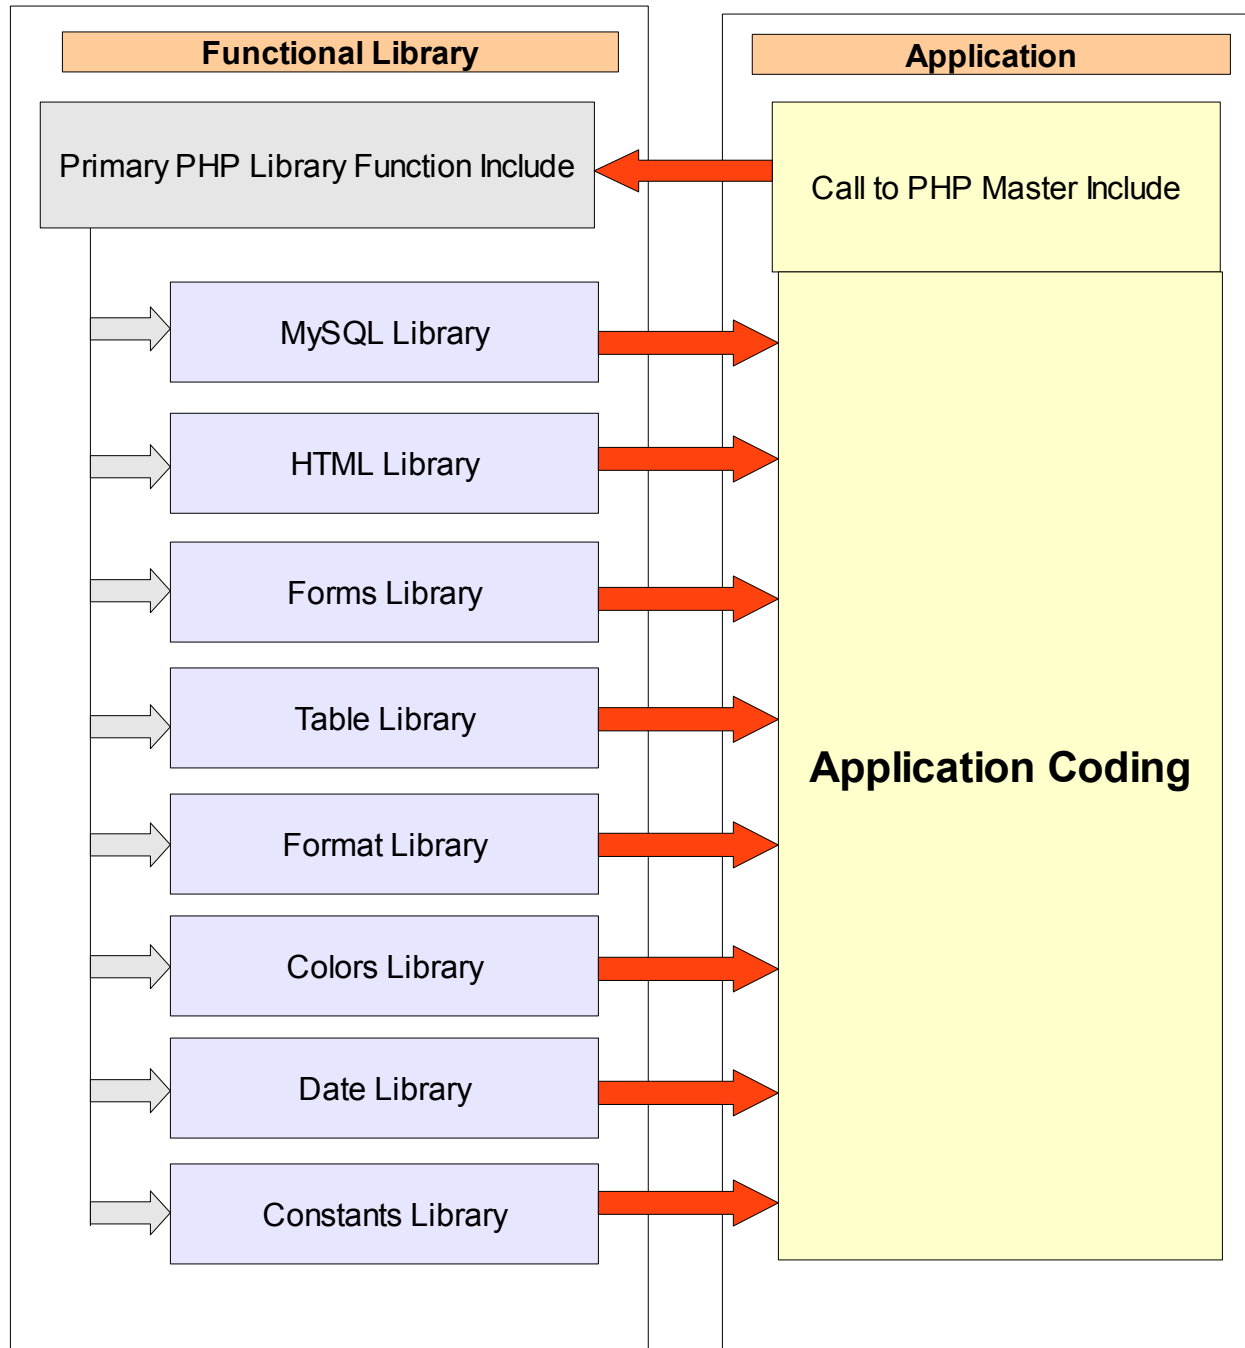 Functional Library
Application
Primary PHP Library Function Include
Call to PHP Master Include
MySQL Library
HTML Library
Forms Library
Table Library
Application Coding
Format Library
Colors Library
Date Library
Constants Library